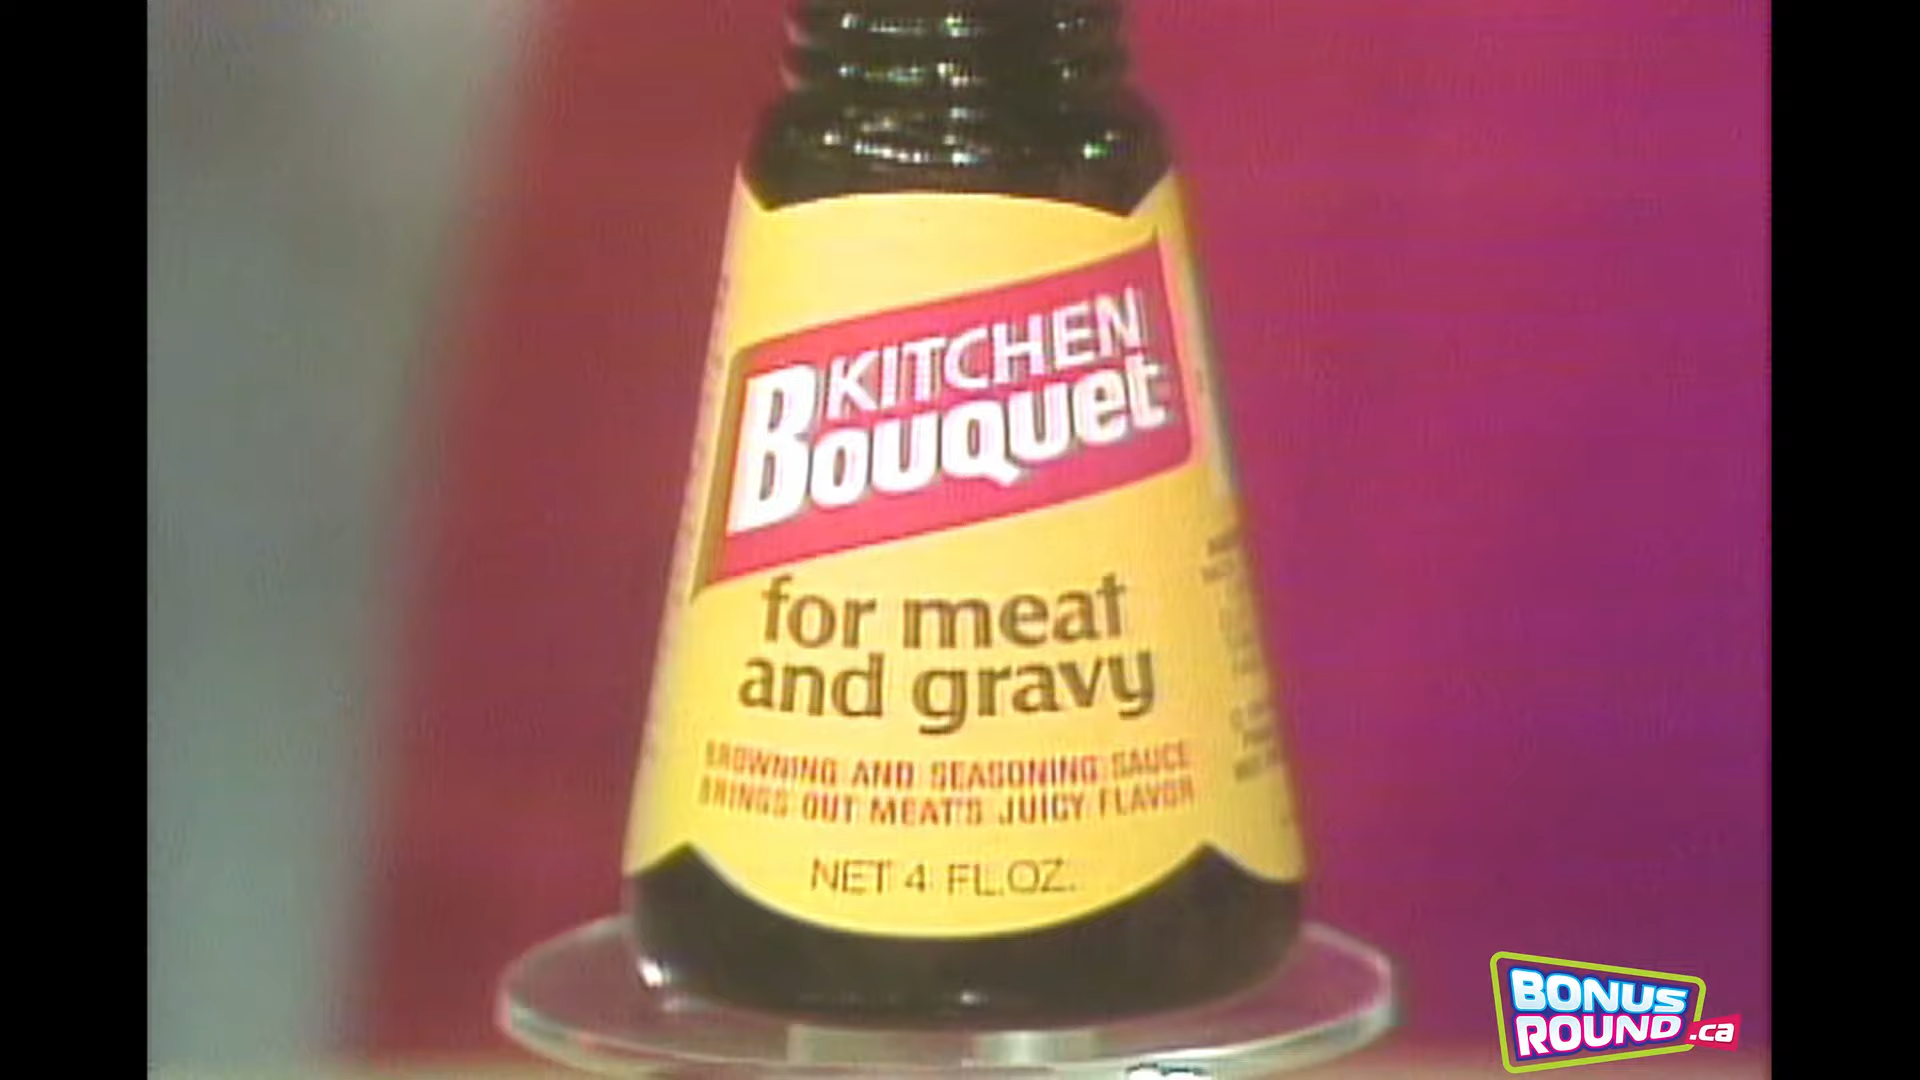 KITCHEN
Bouquet
for meat
and gravy
BROWNING AND SEASONING SAUCE
BRINGS OUT MEAT'S JUICY FLAVOR
NET 4 FL.OZ.
BONUS
ROUND.ca